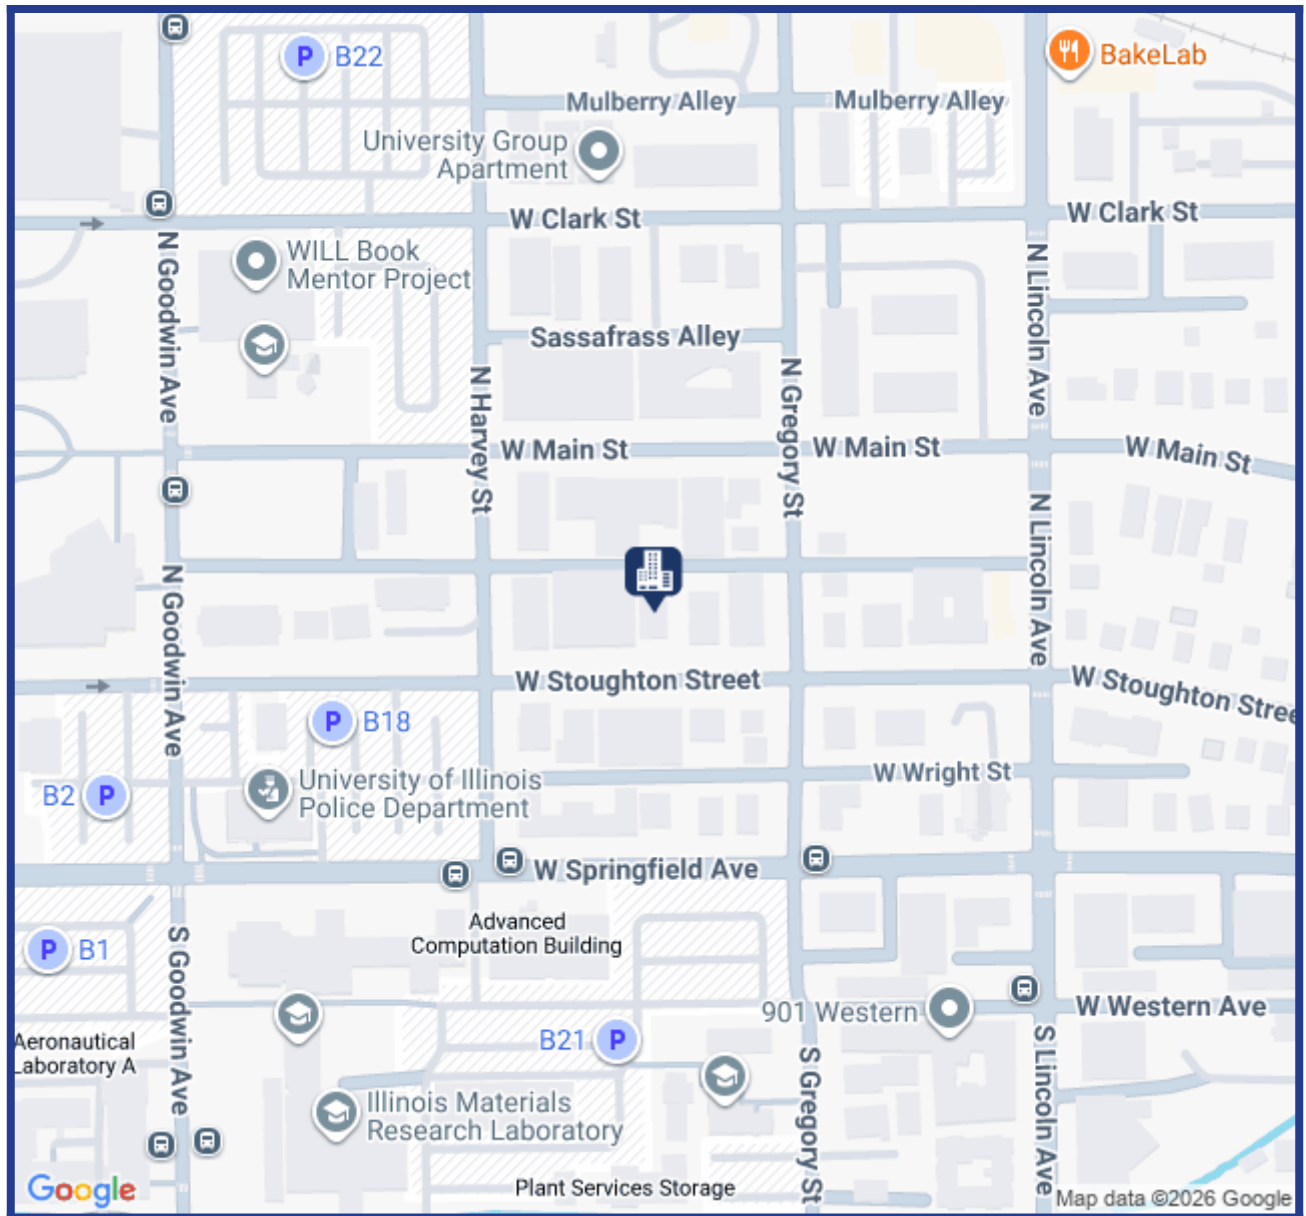 P B22
BakeLab
Mulberry Alley
Mulberry Alley
University Group
Apartment
W Clark St
W Clark St
WILL Book
Mentor Project
N Goodwin Ave
N Lincoln Ave
Sassafrass Alley
N Harvey St
N Gregory St
W Main St
W Main St
W Main St
N Lincoln Ave
N Goodwin Ave
W Stoughton Street
W Stoughton Stree
P B18
W Wright St
University of Illinois
Police Department
B2 P
W Springfield Ave
Advanced
Computation Building
P B1
S Goodwin Ave
901 Western
W Western Ave
B21 P
Aeronautical
Laboratory A
S Gregory St
S Lincoln Ave
Illinois Materials
Research Laboratory
Plant Services Storage
Google
Map data ©2026 Google